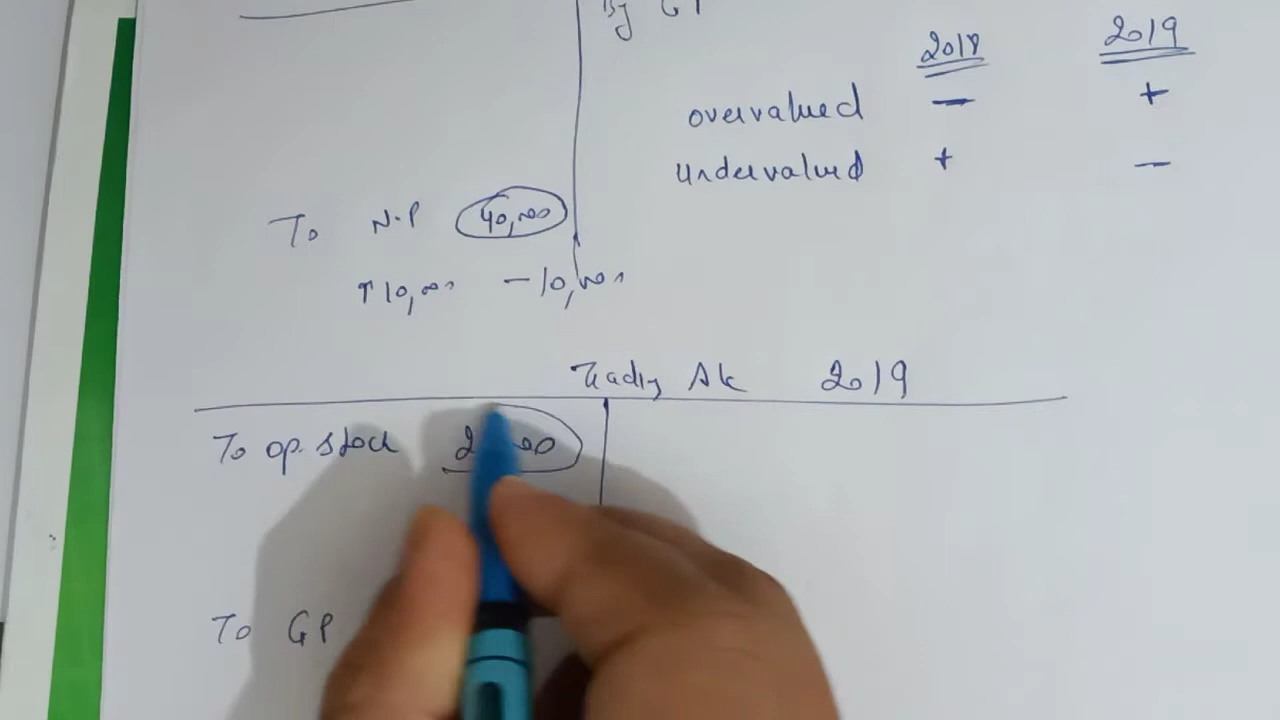 By G P
2018 2019
overvalued - +
undervalued + -
To N.P 40,000
↑10,000 -10,000
Trading A/c 2019
To op. stock
To GP